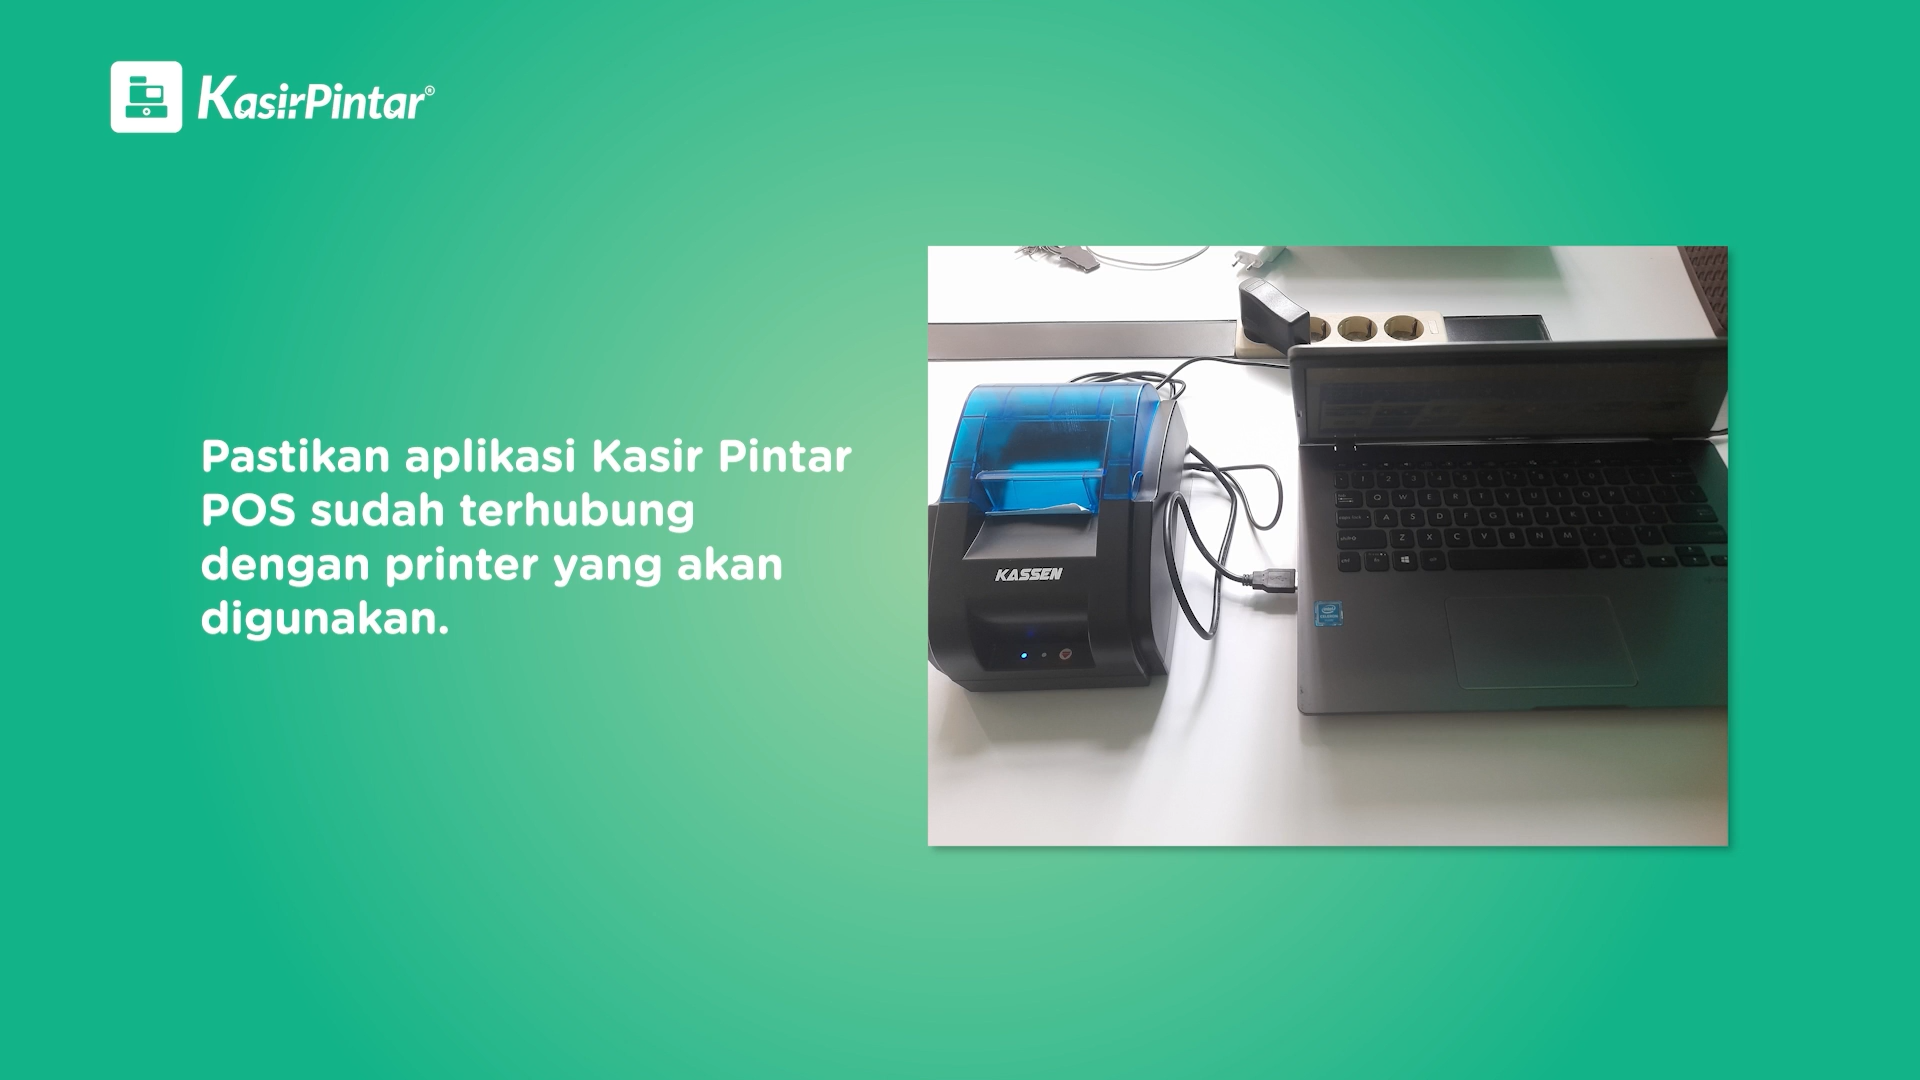 KasirPintar®
Pastikan aplikasi Kasir Pintar
POS sudah terhubung
dengan printer yang akan
digunakan.
KASSEN